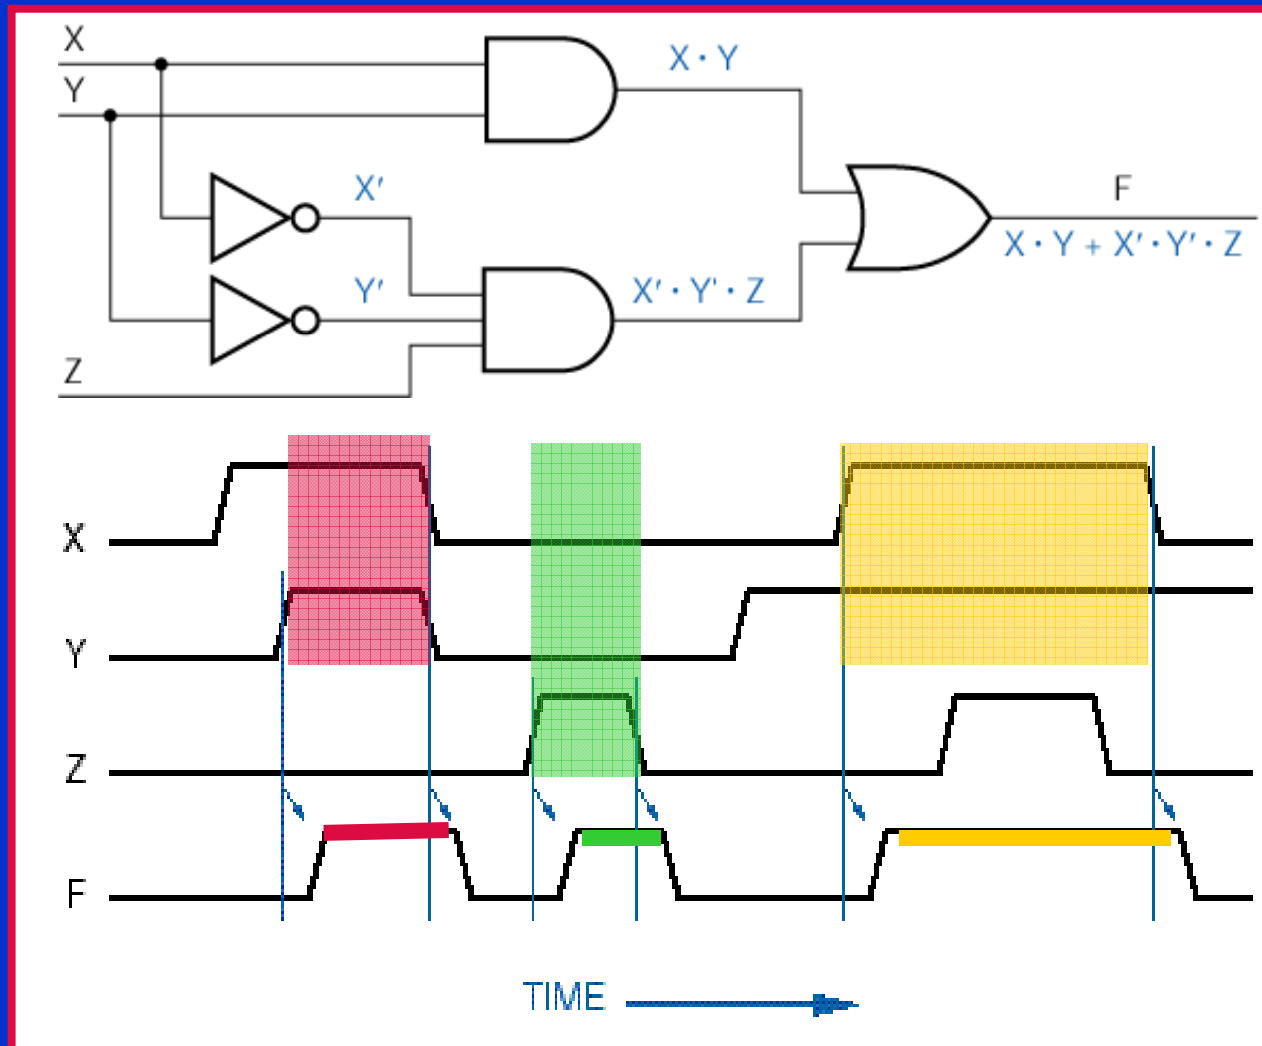 X
X · Y
Y
X′
F
X · Y + X′ · Y′ · Z
Y′
X′ · Y' · Z
Z
X
Y
Z
F
TIME